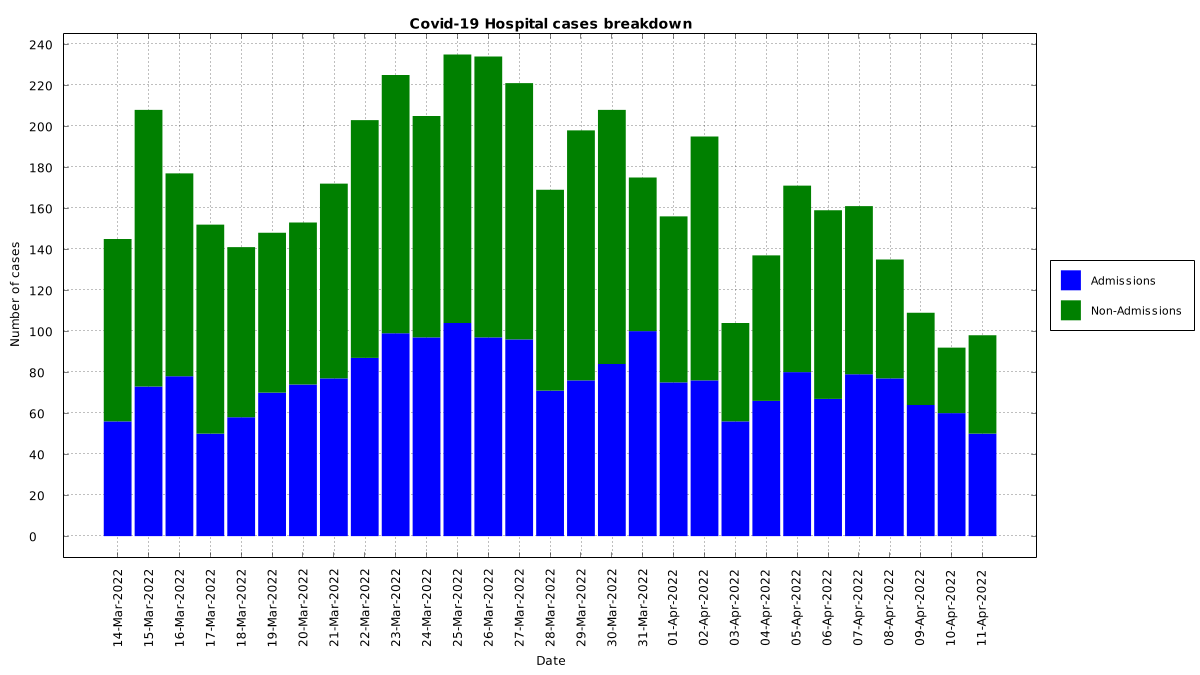 Covid-19 Hospital cases breakdown
Number of cases
240
220
200
180
160
140
120
100
80
60
40
20
0
14-Mar-2022
15-Mar-2022
16-Mar-2022
17-Mar-2022
18-Mar-2022
19-Mar-2022
20-Mar-2022
21-Mar-2022
22-Mar-2022
23-Mar-2022
24-Mar-2022
25-Mar-2022
26-Mar-2022
27-Mar-2022
28-Mar-2022
29-Mar-2022
30-Mar-2022
31-Mar-2022
01-Apr-2022
02-Apr-2022
03-Apr-2022
04-Apr-2022
05-Apr-2022
06-Apr-2022
07-Apr-2022
08-Apr-2022
09-Apr-2022
10-Apr-2022
11-Apr-2022
Date
Admissions
Non-Admissions